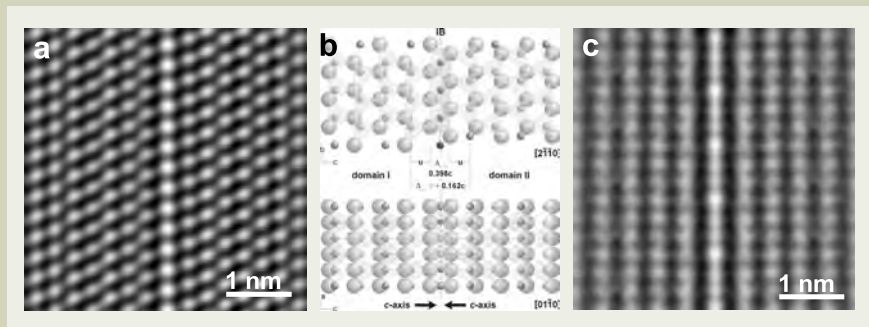 a
b
c
IB
[2110]
domain I
domain II
0.398c
0.162c
c-axis
c-axis
[0110]
1 nm
1 nm